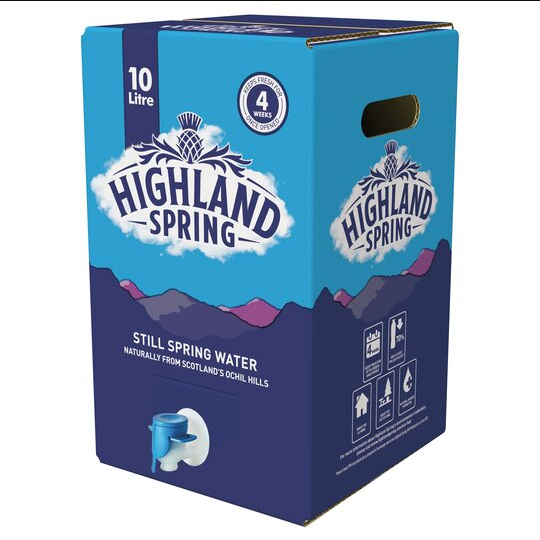 10
Litre
KEEPS FRESH FOR
4
WEEKS
ONCE OPENED
HIGHLAND
SPRING
STILL SPRING WATER
NATURALLY FROM SCOTLAND'S OCHIL HILLS
HIGHLAND
SPRING
4
70%